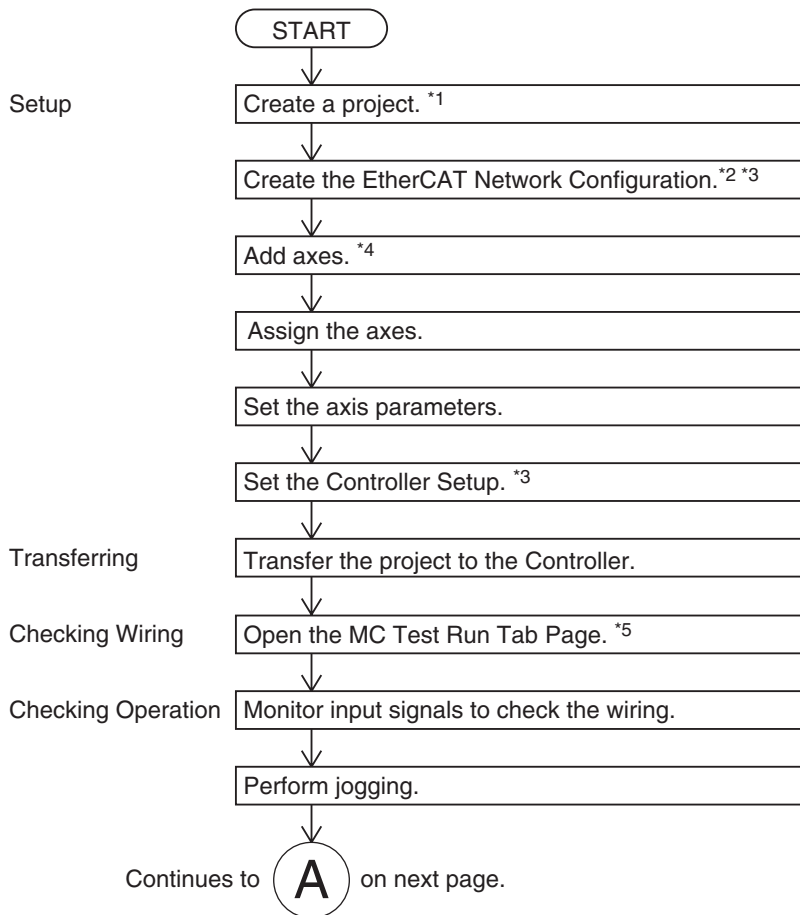 START
Setup
Create a project. *1
Create the EtherCAT Network Configuration.*2 *3
Add axes. *4
Assign the axes.
Set the axis parameters.
Set the Controller Setup. *3
Transferring
Transfer the project to the Controller.
Checking Wiring
Open the MC Test Run Tab Page. *5
Checking Operation
Monitor input signals to check the wiring.
Perform jogging.
Continues to A on next page.